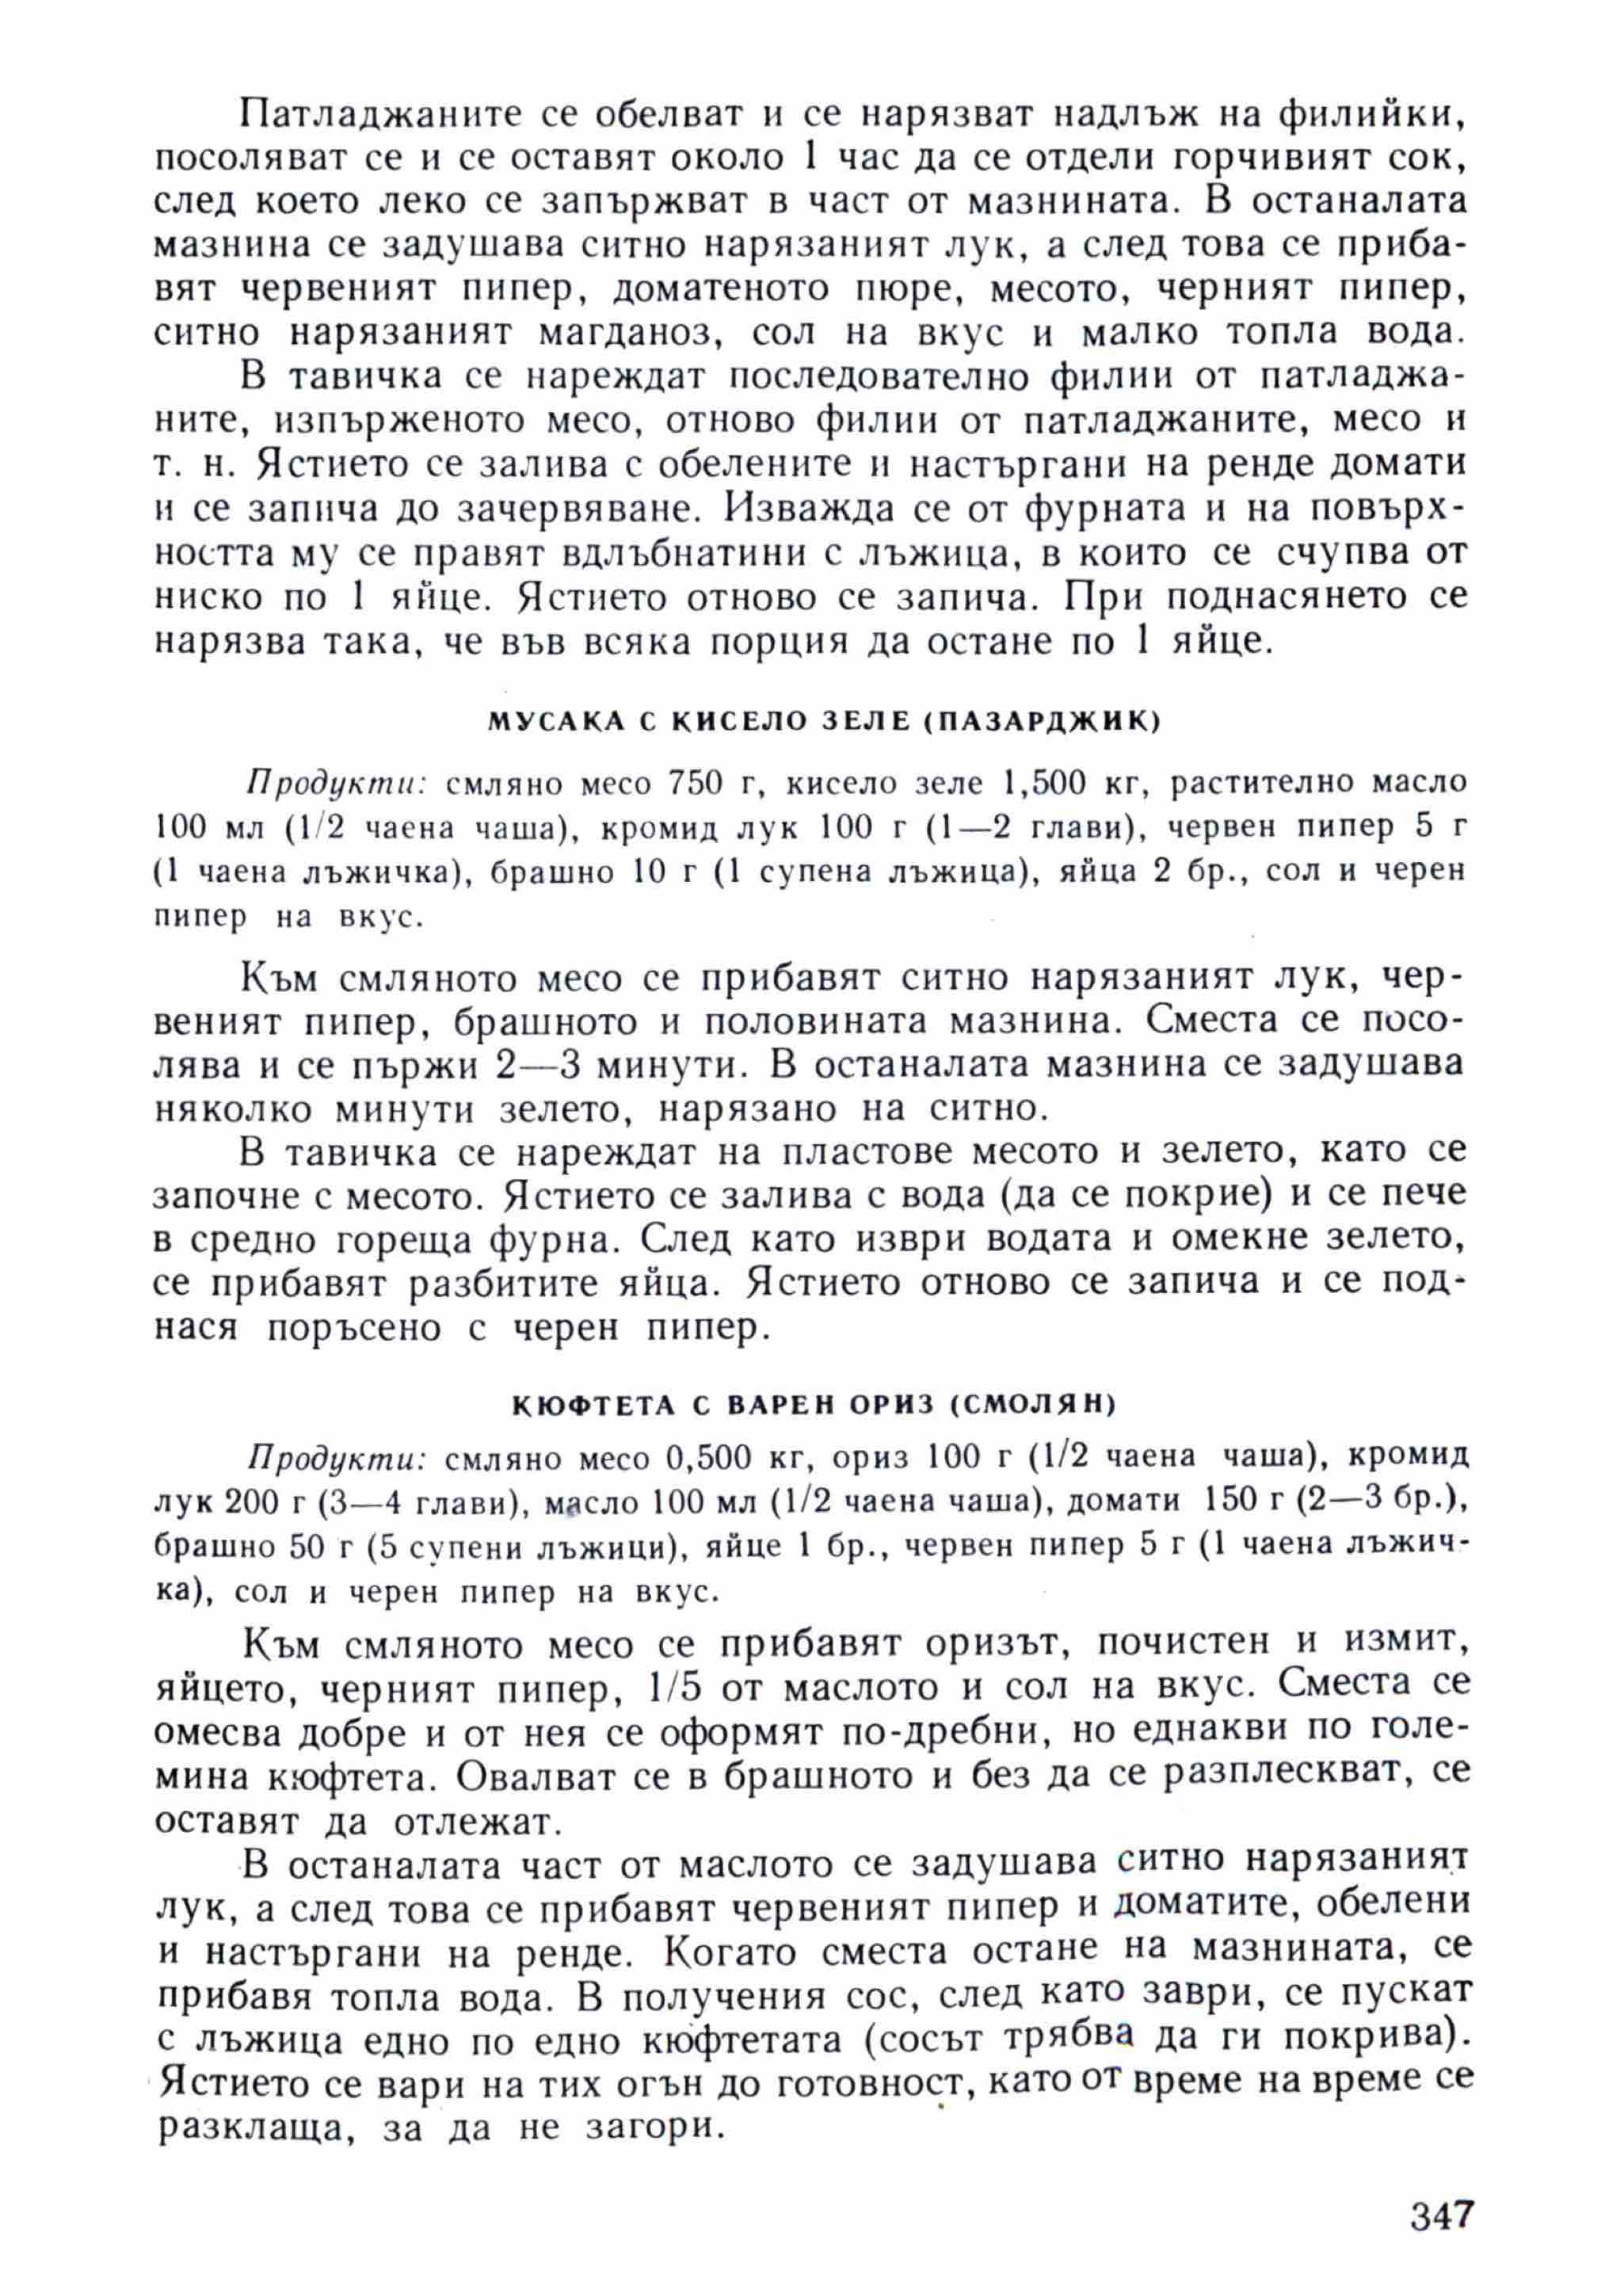 Патладжаните се обелват и се нарязват надлъж на филийки,
посоляват се и се оставят около 1 час да се отдели горчивият сок,
след което леко се запържват в част от мазнината. В останалата
мазнина се задушава ситно нарязаният лук, а след това се приба-
вят червеният пипер, доматеното пюре, месото, черният пипер,
ситно нарязаният магданоз, сол на вкус и малко топла вода.
В тавичка се нареждат последователно филии от патладжа-
ните, изпърженото месо, отново филии от патладжаните, месо и
т. н. Ястието се залива с обелените и настъргани на ренде домати
и се запича до зачервяване. Изважда се от фурната и на повърх-
ността му се правят вдлъбнатини с лъжица, в които се счупва от
ниско по 1 яйце. Ястието отново се запича. При поднасянето се
нарязва така, че във всяка порция да остане по 1 яйце.
МУСАКА С КИСЕЛО ЗЕЛЕ (ПАЗАРДЖИК)
Продукти: смляно месо 750 г, кисело зеле 1,500 кг, растително масло
100 мл (1/2 чаена чаша), кромид лук 100 г (1—2 глави), червен пипер 5 г
(1 чаена лъжичка), брашно 10 г (1 супена лъжица), яйца 2 бр., сол и черен
пипер на вкус.
Към смляното месо се прибавят ситно нарязаният лук, чер-
веният пипер, брашното и половината мазнина. Сместа се посо-
лява и се пържи 2—3 минути. В останалата мазнина се задушава
няколко минути зелето, нарязано на ситно.
В тавичка се нареждат на пластове месото и зелето, като се
започне с месото. Ястието се залива с вода (да се покрие) и се пече
в средно гореща фурна. След като изври водата и омекне зелето,
се прибавят разбитите яйца. Ястието отново се запича и се под-
нася поръсено с черен пипер.
КЮФТЕТА С ВАРЕН ОРИЗ (СМОЛЯН)
Продукти: смляно месо 0,500 кг, ориз 100 г (1/2 чаена чаша), кромид
лук 200 г (3—4 глави), масло 100 мл (1/2 чаена чаша), домати 150 г (2—3 бр.),
брашно 50 г (5 супени лъжици), яйце 1 бр., червен пипер 5 г (1 чаена лъжич-
ка), сол и черен пипер на вкус.
Към смляното месо се прибавят оризът, почистен и измит,
яйцето, черният пипер, 1/5 от маслото и сол на вкус. Сместа се
омесва добре и от нея се оформят по-дребни, но еднакви по голе-
мина кюфтета. Овалват се в брашното и без да се разплескват, се
оставят да отлежат.
В останалата част от маслото се задушава ситно нарязаният
лук, а след това се прибавят червеният пипер и доматите, обелени
и настъргани на ренде. Когато сместа остане на мазнината, се
прибавя топла вода. В получения сос, след като заври, се пускат
с лъжица едно по едно кюфтетата (сосът трябва да ги покрива).
Ястието се вари на тих огън до готовност, като от време на време се
разклаща, за да не загори.
347